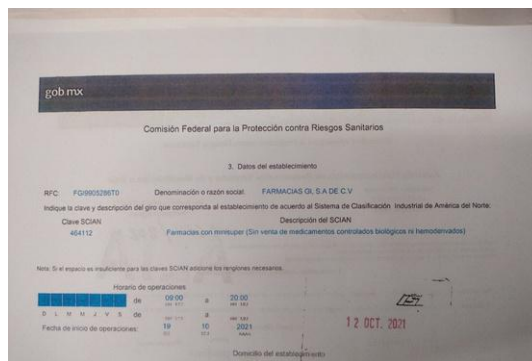 gob.mx
Comisión Federal para la Protección contra Riesgos Sanitarios
3. Datos del establecimiento
RFC: Denominación o razón social: FARMACIAS GI, S.A DE C.V
Indique la clave y descripción del giro que corresponda al establecimiento de acuerdo al Sistema de Clasificación Industrial de América del Norte:
Clave SCIAN Descripción del SCIAN
464112 Farmacias con minisuper (Sin venta de medicamentos controlados biológicos ni hemoderivados)
Nota: Si el espacio es insuficiente para las claves SCIAN adicione los renglones necesarios.
Horario de operaciones
de 09:00 a 20:00
D L M M J V S de a
Fecha de inicio de operaciones: 19 10 2021
12 OCT. 2021
Domicilio del establecimiento